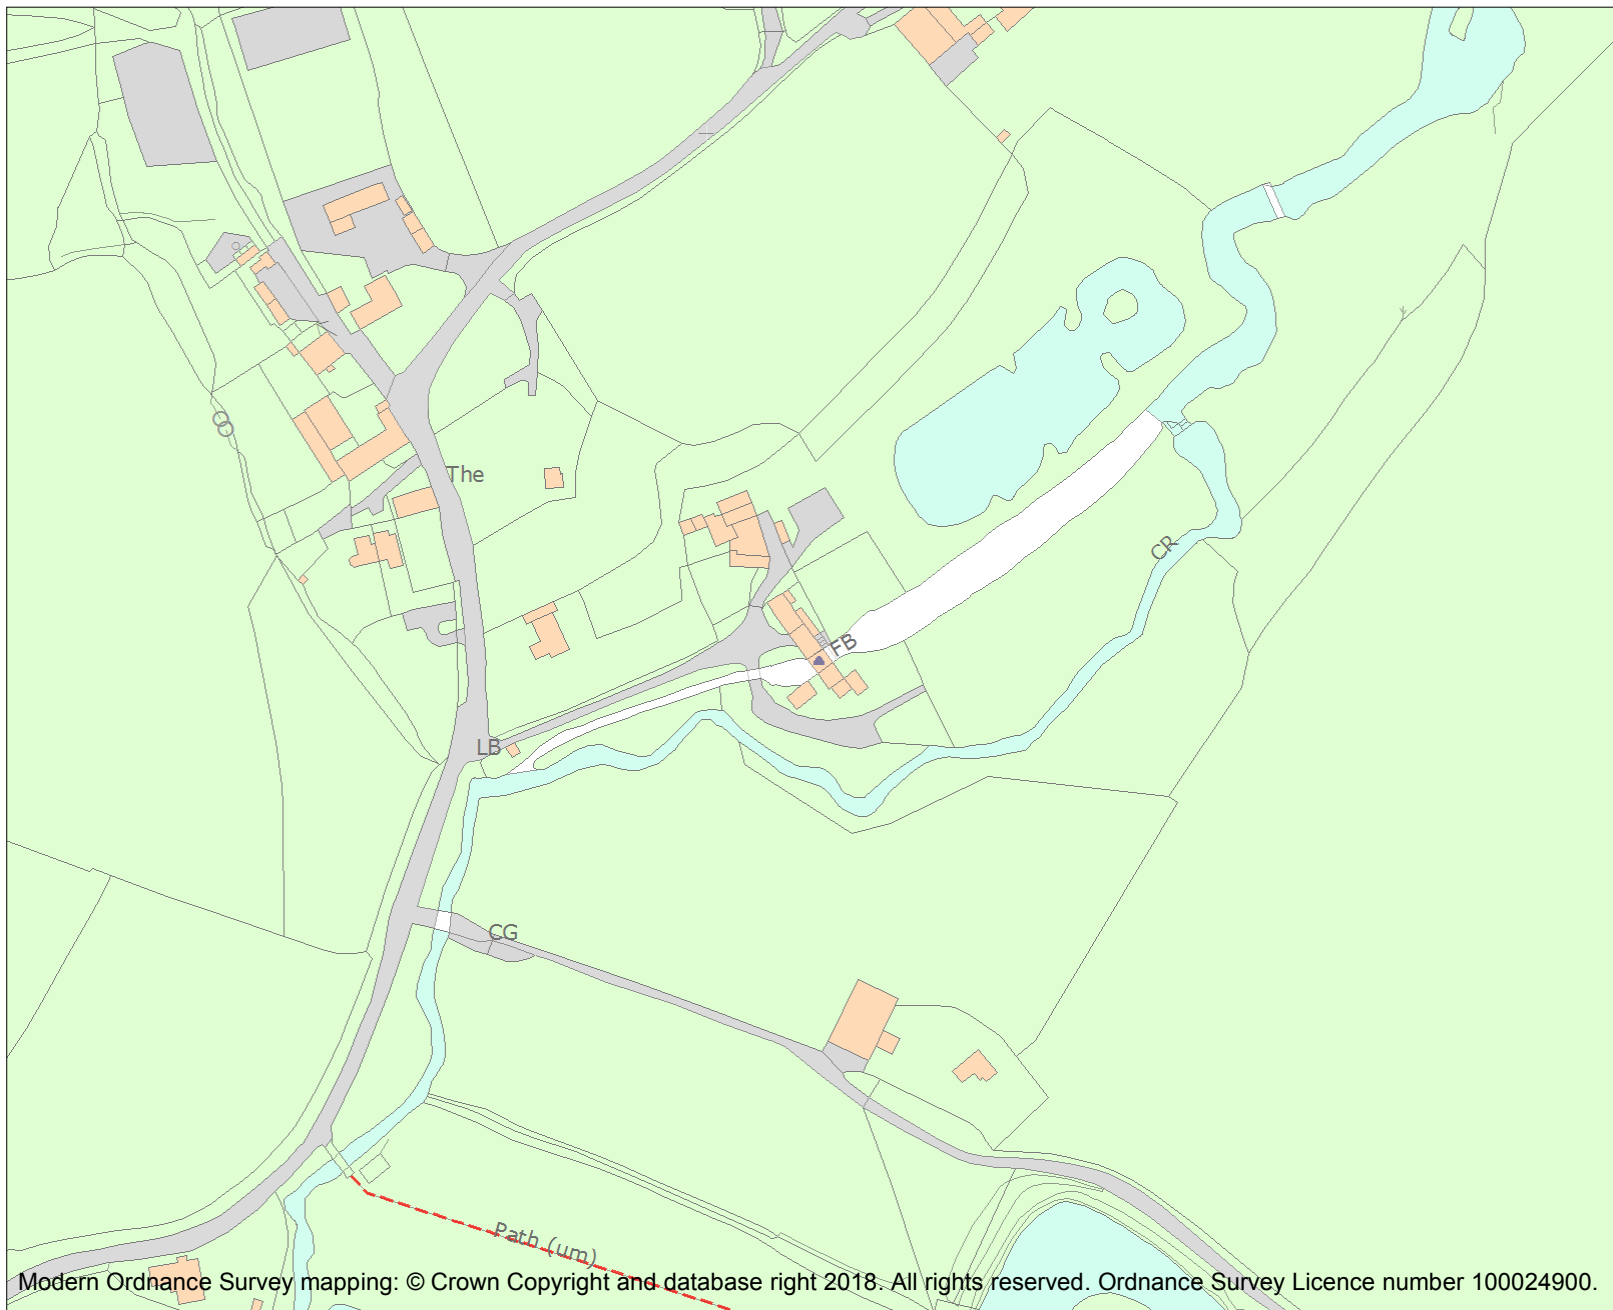 The
CR
FB
LB
CG
Path (um)
Modern Ordnance Survey mapping: © Crown Copyright and database right 2018. All rights reserved. Ordnance Survey Licence number 100024900.